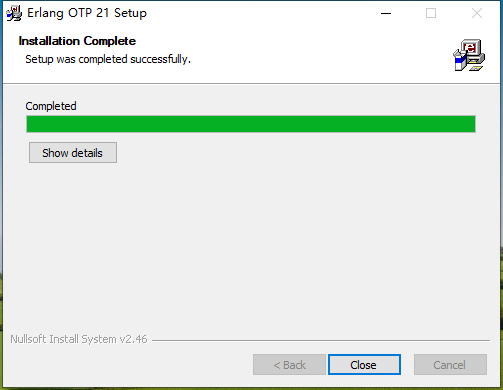 Erlang OTP 21 Setup
Installation Complete
Setup was completed successfully.
Completed
Show details
Nullsoft Install System v2.46
< Back
Close
Cancel